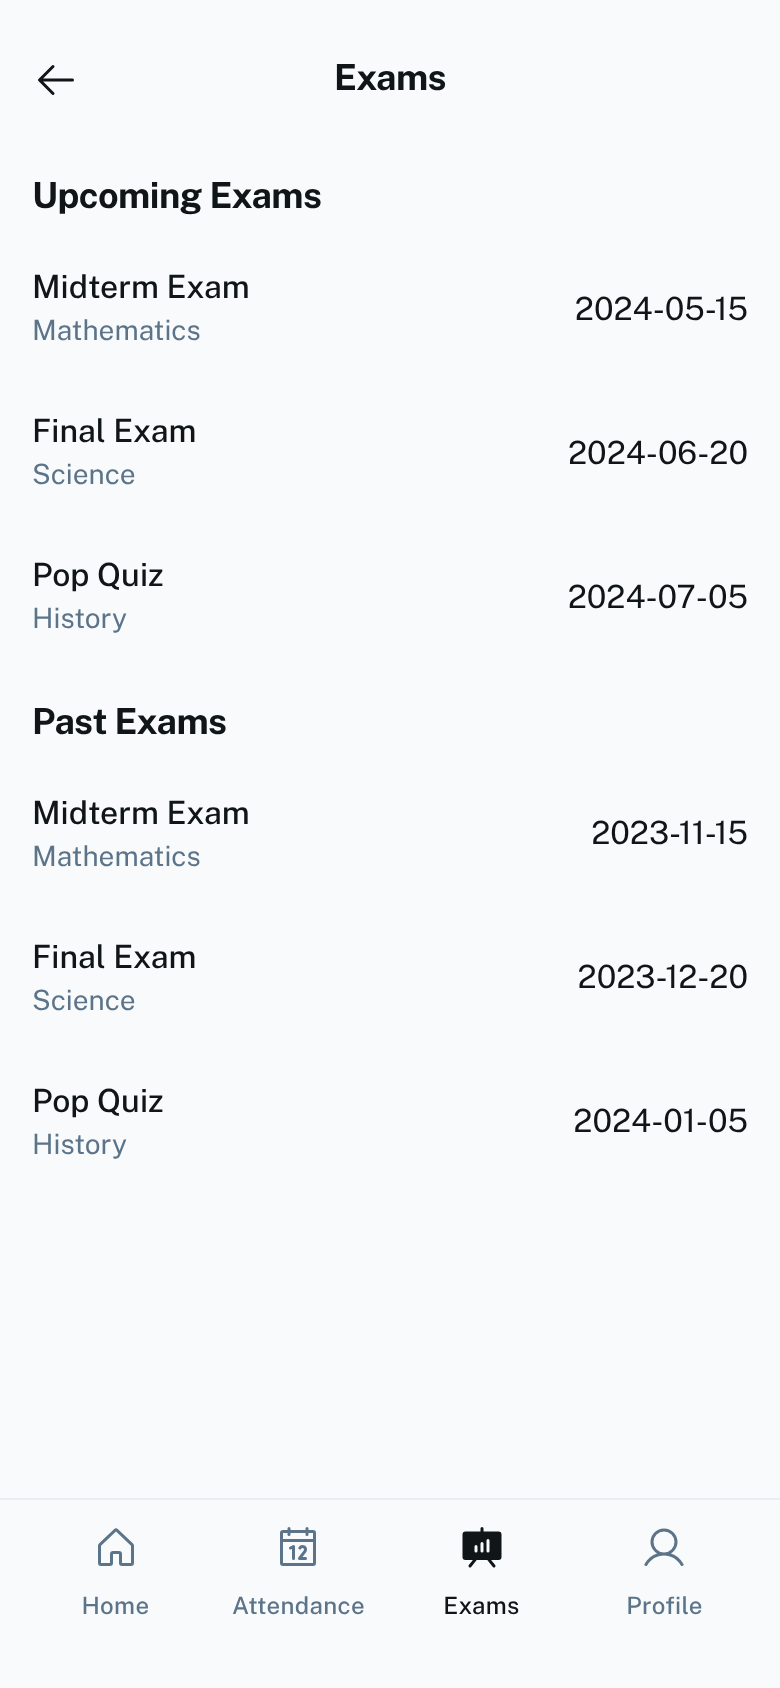 Exams
Upcoming Exams
Midterm Exam
Mathematics
2024-05-15
Final Exam
Science
2024-06-20
Pop Quiz
History
2024-07-05
Past Exams
Midterm Exam
Mathematics
2023-11-15
Final Exam
Science
2023-12-20
Pop Quiz
History
2024-01-05
12
Home
Attendance
Exams
Profile